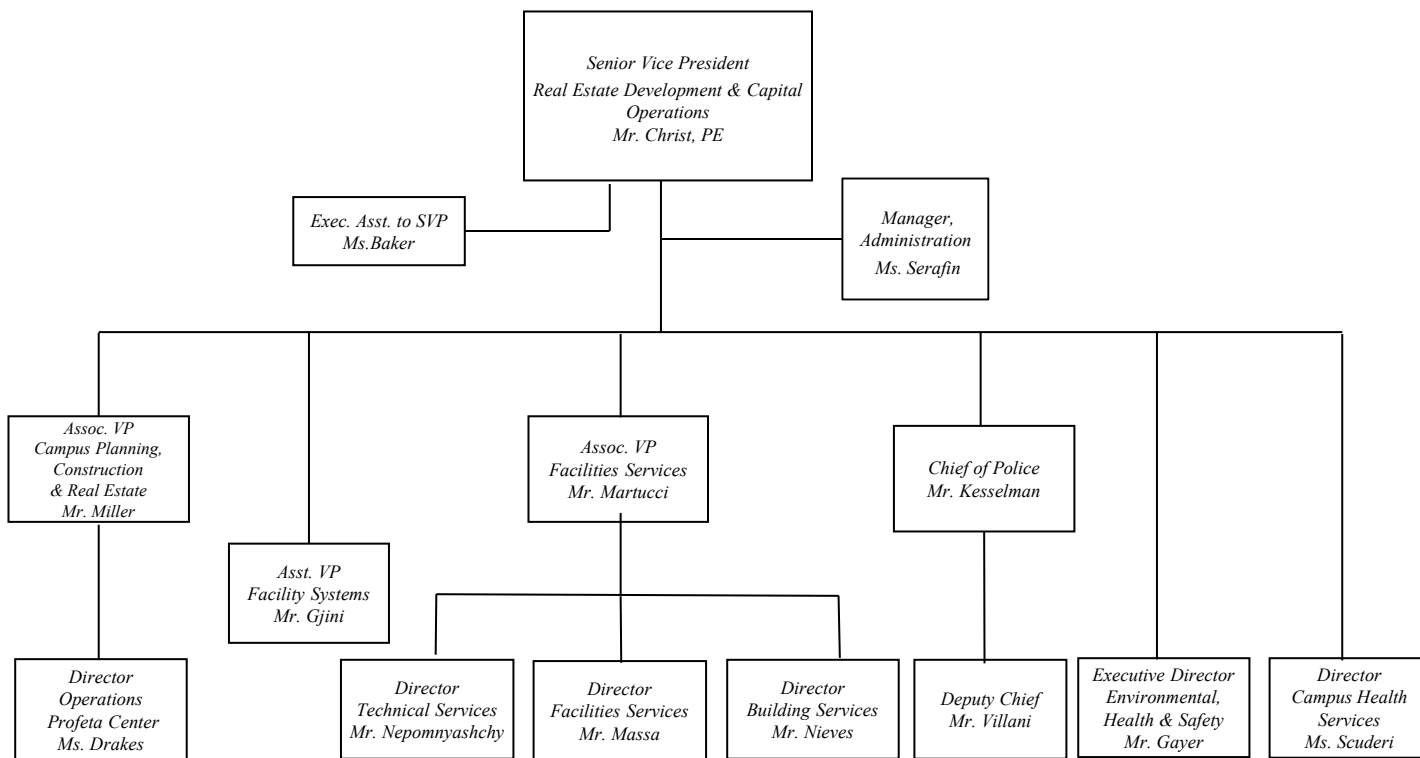 Senior Vice President
Real Estate Development & Capital
Operations
Mr. Christ, PE
Exec. Asst. to SVP
Ms.Baker
Manager,
Administration
Ms. Serafin
Assoc. VP
Campus Planning,
Construction
& Real Estate
Mr. Miller
Asst. VP
Facility Systems
Mr. Gjini
Assoc. VP
Facilities Services
Mr. Martucci
Chief of Police
Mr. Kesselman
Director
Operations
Profeta Center
Ms. Drakes
Director
Technical Services
Mr. Nepomnyashchy
Director
Facilities Services
Mr. Massa
Director
Building Services
Mr. Nieves
Deputy Chief
Mr. Villani
Executive Director
Environmental,
Health & Safety
Mr. Gayer
Director
Campus Health
Services
Ms. Scuderi